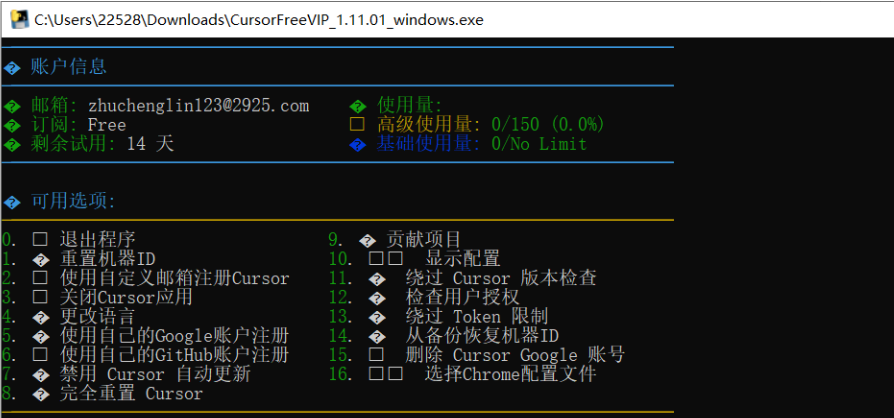 C:\Users\22528\Downloads\CursorFreeVIP_1.11.01_windows.exe
账户信息
邮箱: zhuchenglin123@2925.com 使用量:
订阅: Free 高级使用量: 0/150 (0.0%)
剩余试用: 14 天 基础使用量: 0/No Limit
可用选项:
0. 退出程序 9. 贡献项目
1. 重置机器ID 10. 显示配置
2. 使用自定义邮箱注册Cursor 11. 绕过 Cursor 版本检查
3. 关闭Cursor应用 12. 检查用户授权
4. 更改语言 13. 绕过 Token 限制
5. 使用自己的Google账户注册 14. 从备份恢复机器ID
6. 使用自己的GitHub账户注册 15. 删除 Cursor Google 账号
7. 禁用 Cursor 自动更新 16. 选择Chrome配置文件
8. 完全重置 Cursor